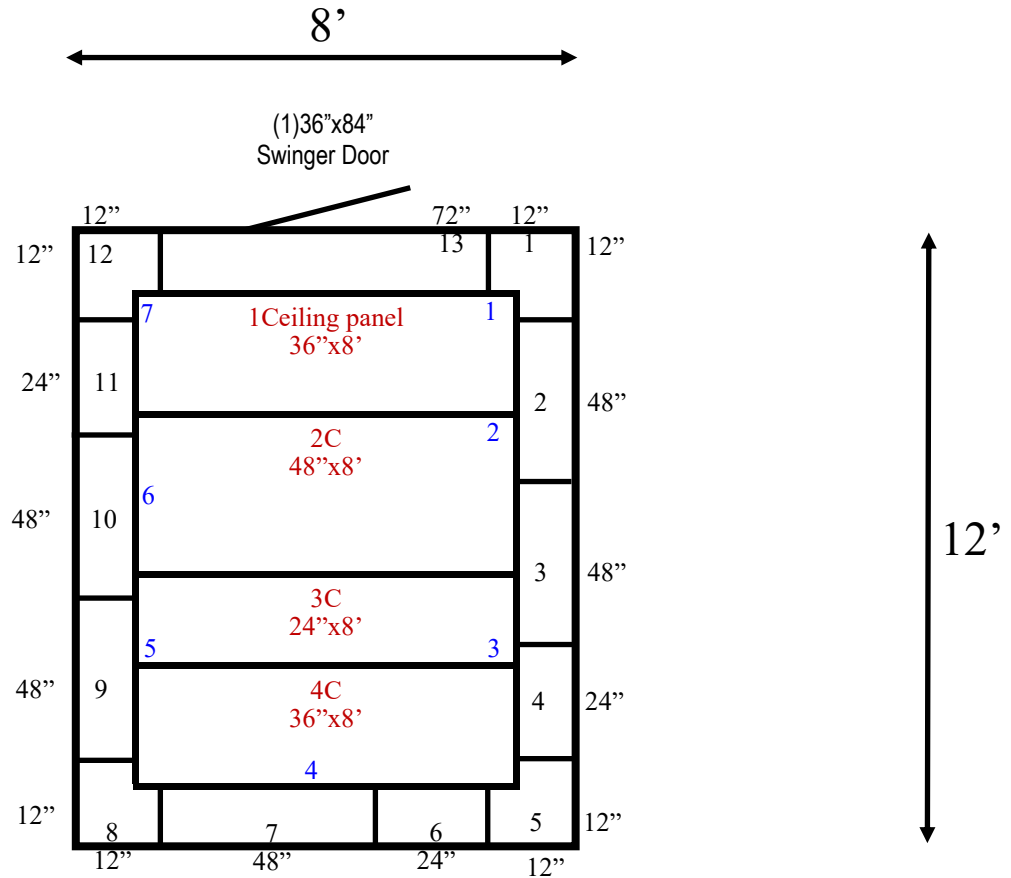 8’
(1)36”x84”
Swinger Door
12” 72” 12”
12” 12 13 1 12”
7 1
1Ceiling panel
36”x8’
24” 11 2 48”
2C 2
48”x8’
6
48” 10 12’
3 48”
3C
24”x8’
5 3
48” 9 4C 4 24”
36”x8’
4
12” 8 7 6 5 12”
12” 48” 24” 12”